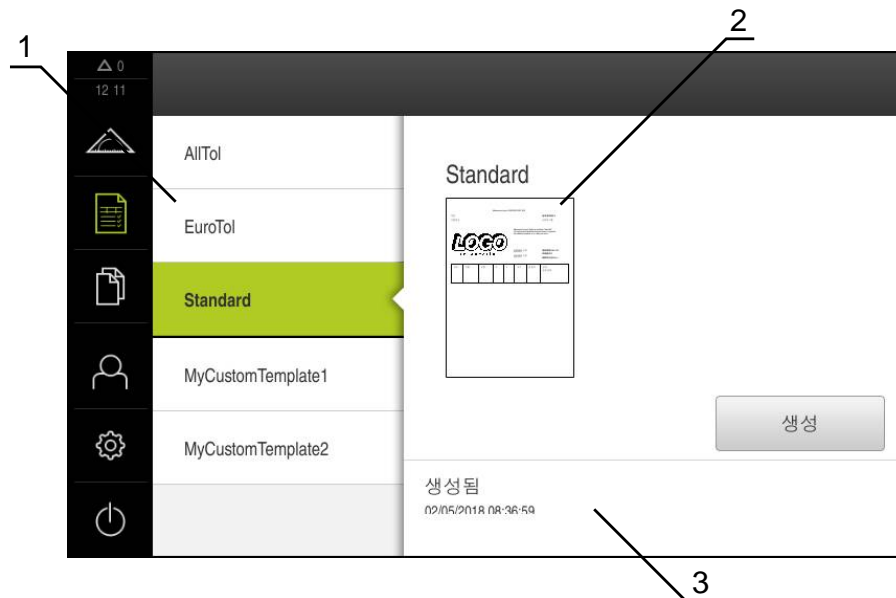 1
2
△ 0
12 11
AllTol
EuroTol
Standard
MyCustomTemplate1
MyCustomTemplate2
Standard
LOGO
생성
생성됨
02/05/2018 08:36:59
3